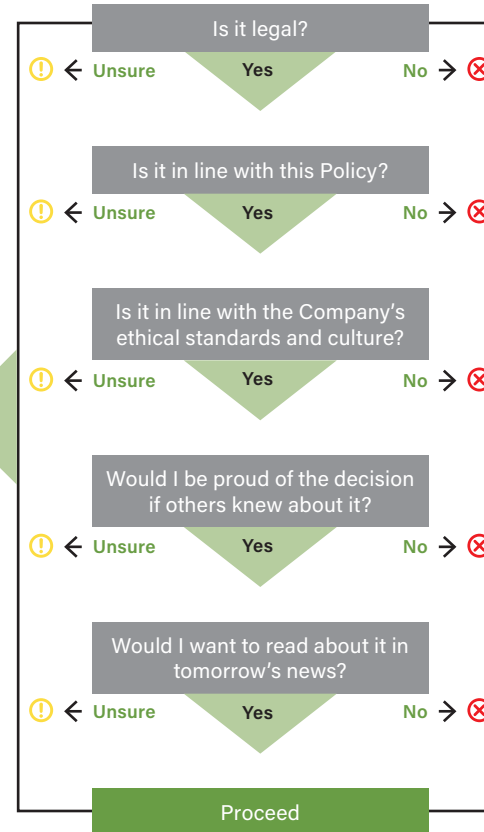 Is it legal?
Unsure Yes No
Is it in line with this Policy?
Unsure Yes No
Is it in line with the Company's
ethical standards and culture?
Unsure Yes No
Would I be proud of the decision
if others knew about it?
Unsure Yes No
Would I want to read about it in
tomorrow's news?
Unsure Yes No
Proceed